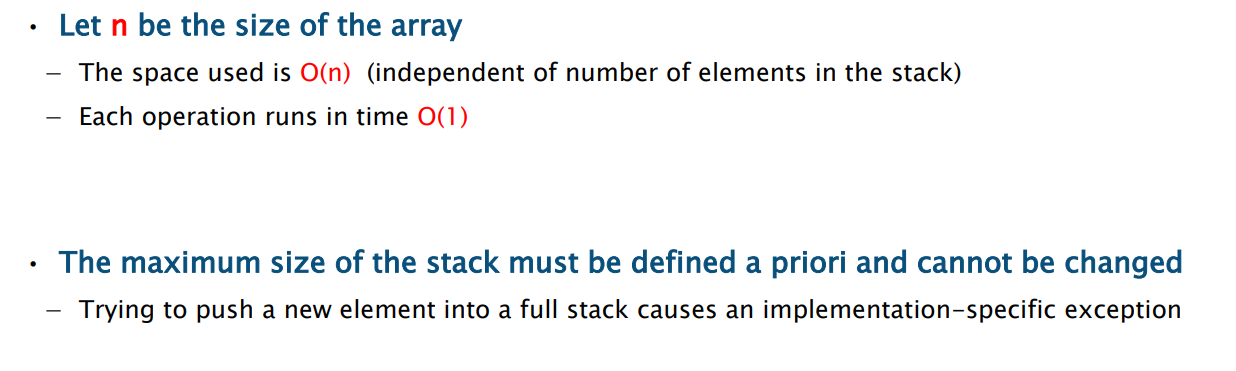 • Let n be the size of the array
– The space used is O(n) (independent of number of elements in the stack)
– Each operation runs in time O(1)
• The maximum size of the stack must be defined a priori and cannot be changed
– Trying to push a new element into a full stack causes an implementation-specific exception